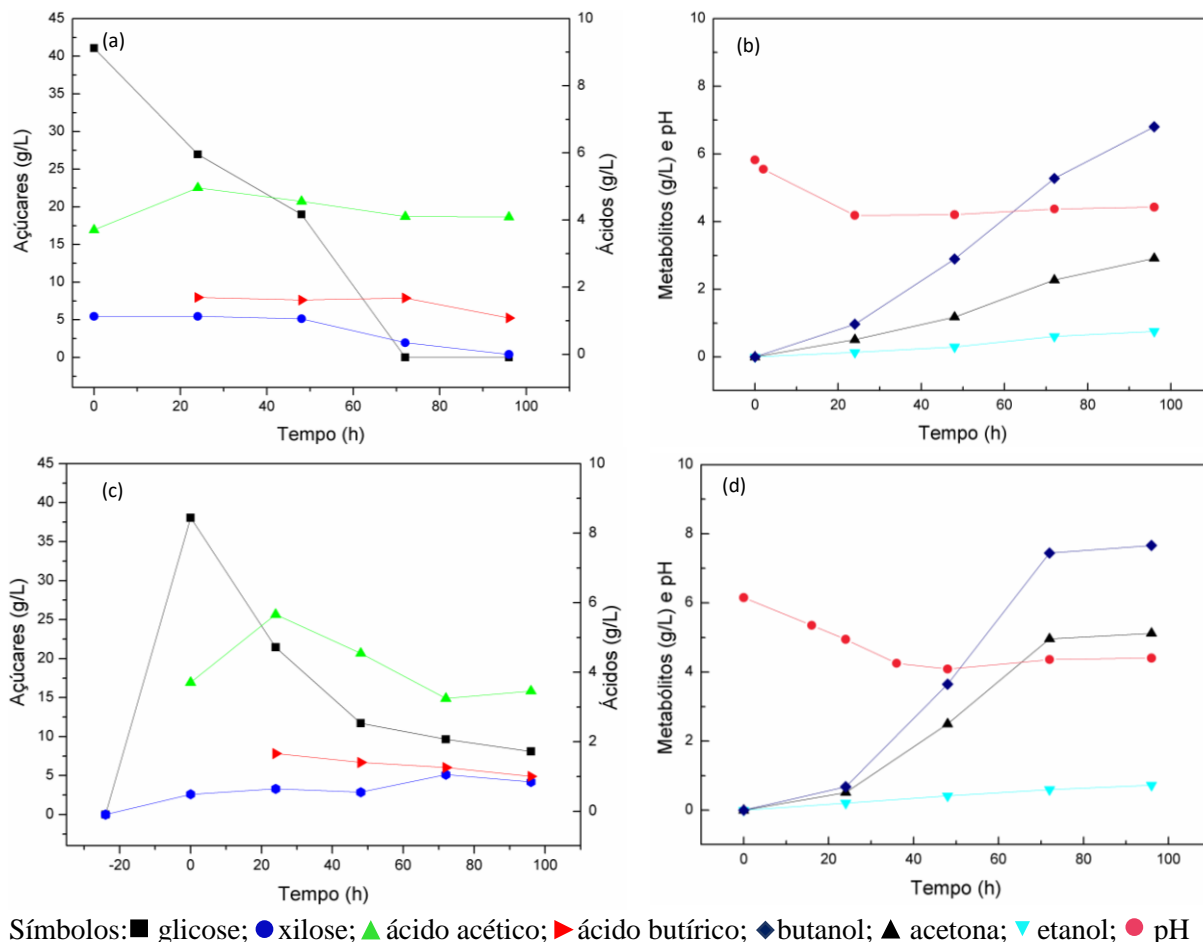 (a)
45
40
35
30
25
20
15
10
5
0
Açúcares (g/L)
10
8
6
4
2
0
Ácidos (g/L)
0 20 40 60 80 100
Tempo (h)
(b)
10
8
6
4
2
0
Metabólitos (g/L) e pH
0 20 40 60 80 100
Tempo (h)
(c)
45
40
35
30
25
20
15
10
5
0
Açúcares (g/L)
10
8
6
4
2
0
Ácidos (g/L)
-20 0 20 40 60 80 100
Tempo (h)
(d)
10
8
6
4
2
0
Metabólitos (g/L) e pH
0 20 40 60 80 100
Tempo (h)
Símbolos: glicose; xilose; ácido acético; ácido butírico; butanol; acetona; etanol; pH